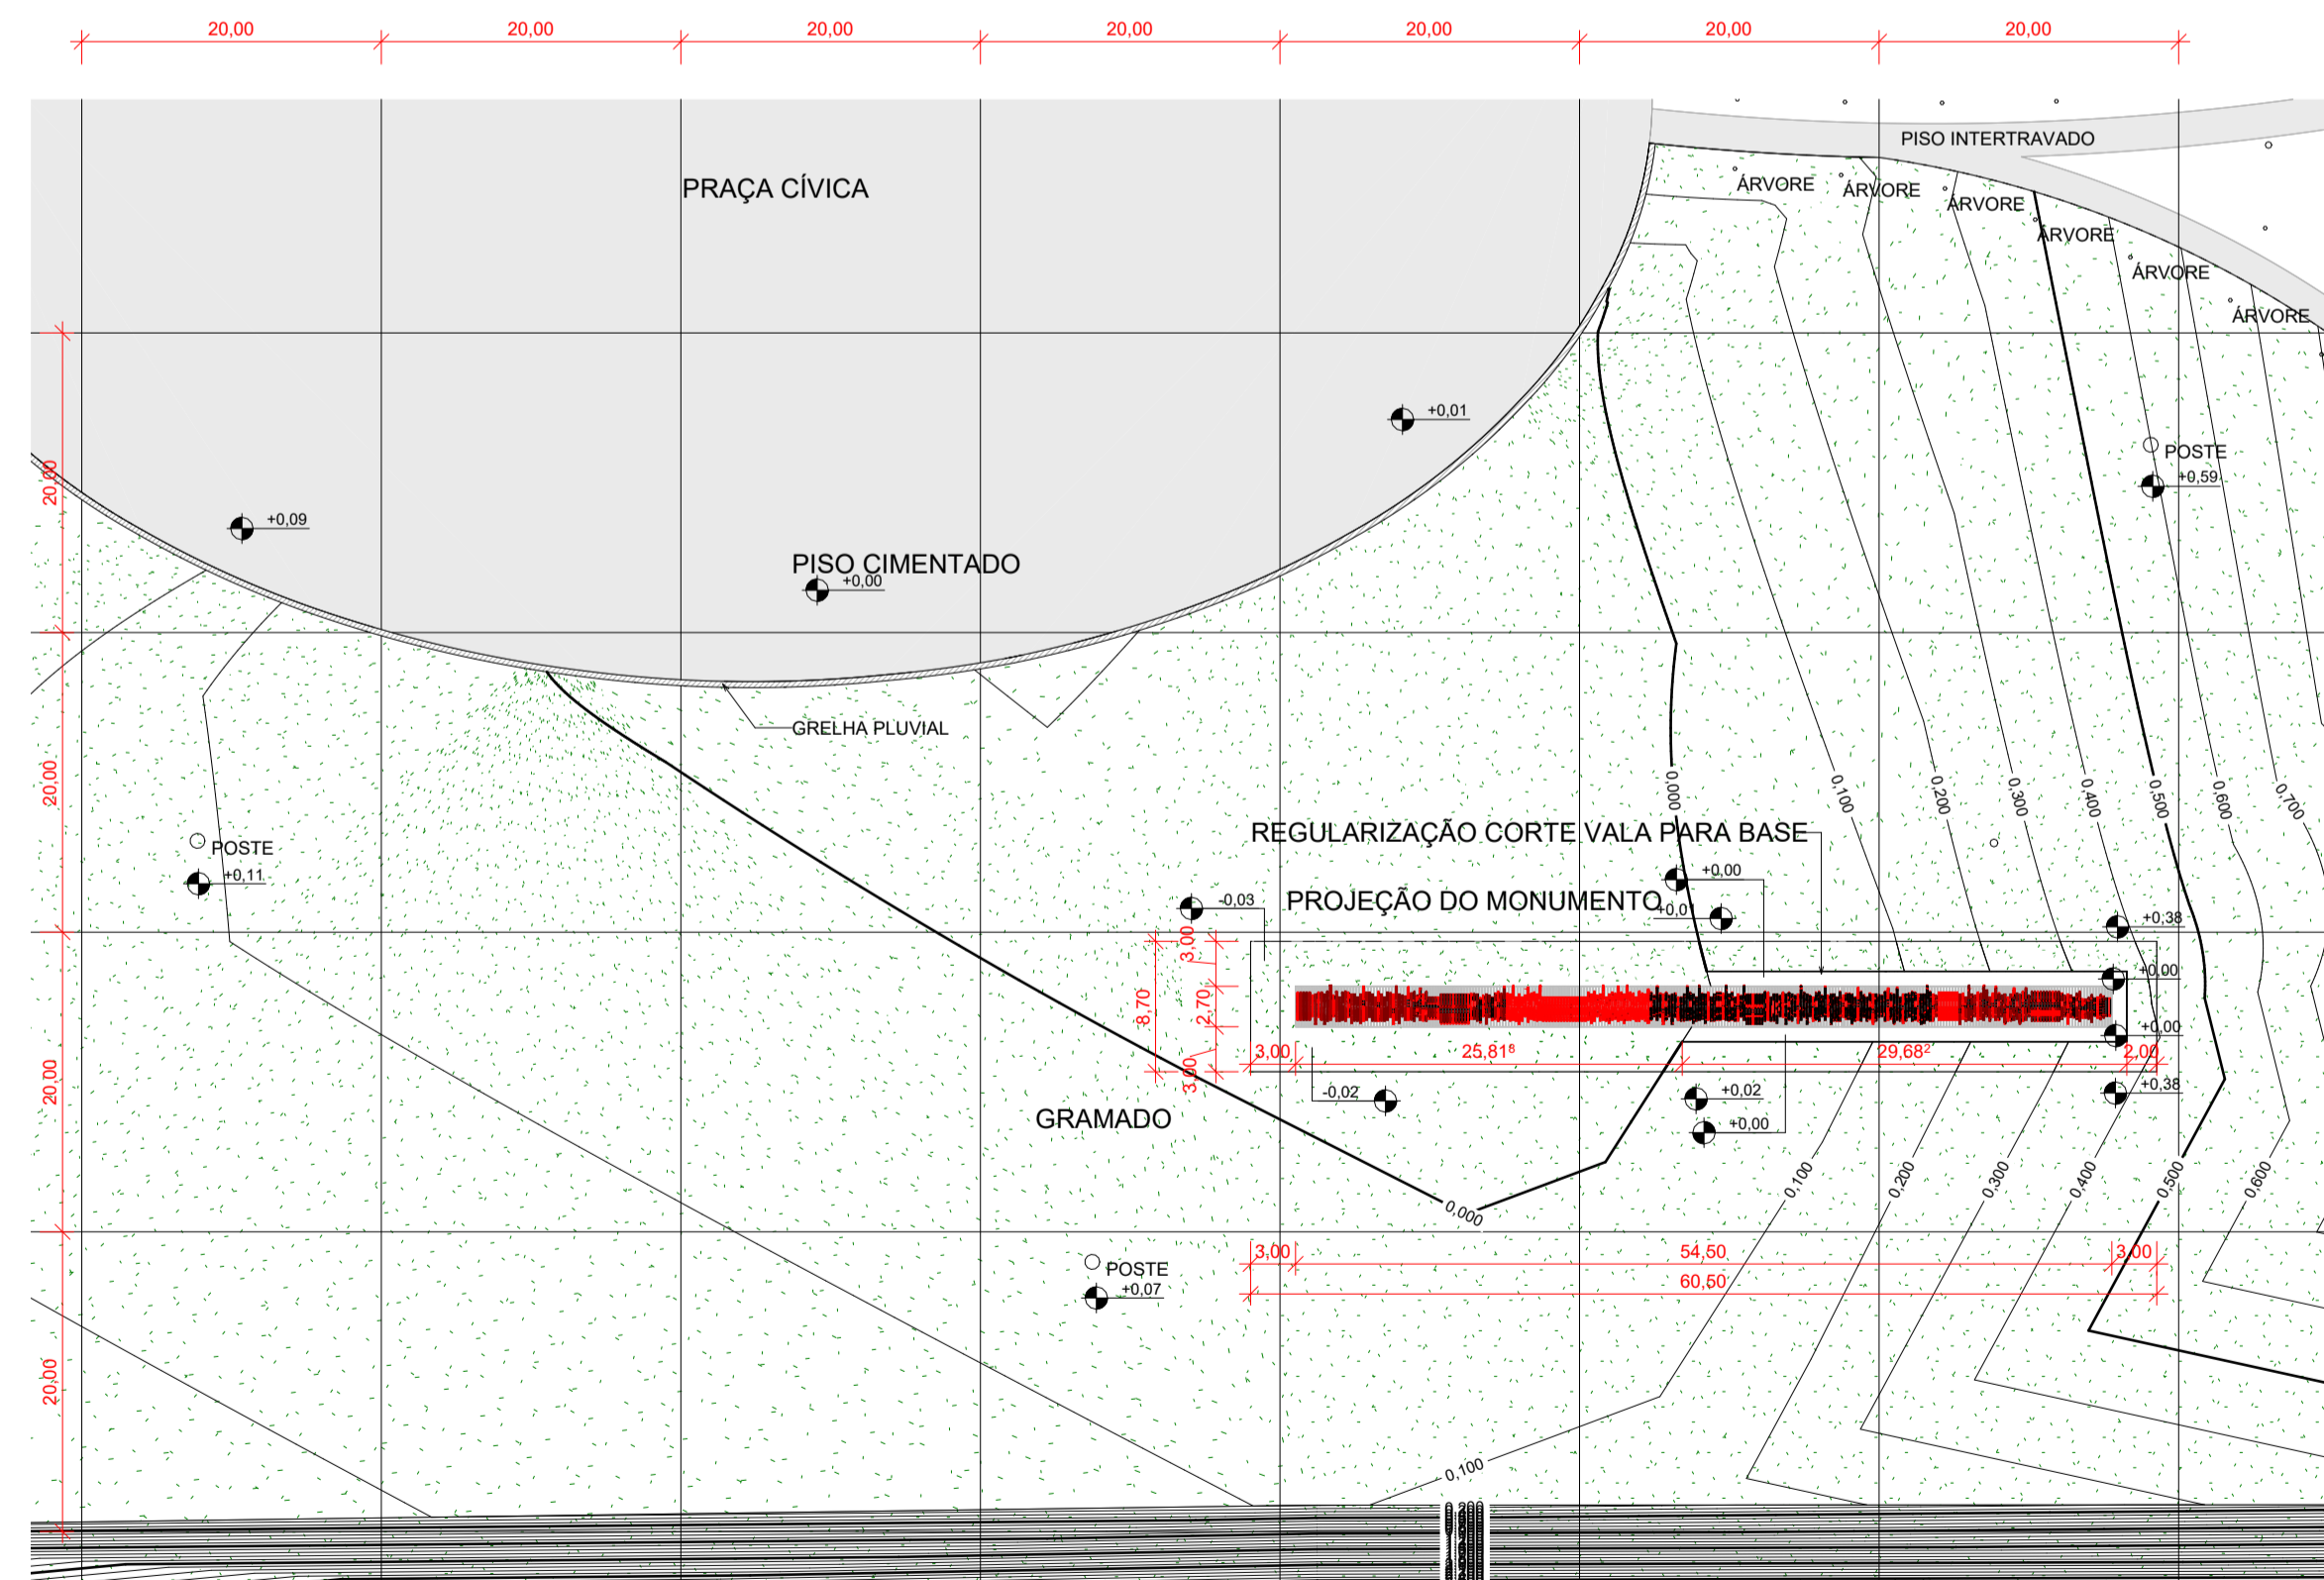 20,00 20,00 20,00 20,00 20,00 20,00 20,00
PISO INTERTRAVADO
PRAÇA CÍVICA
ÁRVORE
ÁRVORE
ÁRVORE
ÁRVORE
ÁRVORE
ÁRVORE
+0,01
POSTE
+0,59
20,00
+0,09
PISO CIMENTADO
+0,00
GRELHA PLUVIAL
20,00
0,000 0,100 0,200 0,300 0,400 0,500 0,600 0,700
REGULARIZAÇÃO CORTE VALA PARA BASE
POSTE
+0,11
+0,00
-0,03
PROJEÇÃO DO MONUMENTO
+0,38
3,00
+0,00
8,70
2,70
+0,00
3,00 25,81⁸ 29,68² 2,00
3,00
20,00
-0,02
+0,02
+0,38
GRAMADO
+0,00
0,100 0,200 0,300 0,400 0,500 0,600
0,000
3,00 54,50 3,00
POSTE
60,50
+0,07
20,00
0,100
0,200